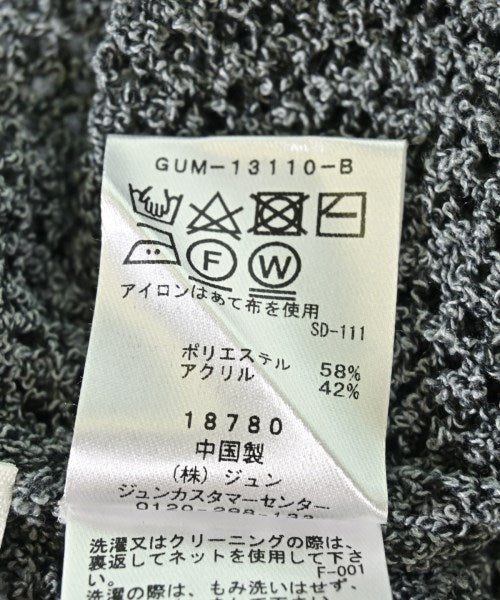 GUM-13110-B
F W
アイロンはあて布を使用
SD-111
ポリエステル 58%
アクリル 42%
18780
中国製
(株) ジュン
ジュンカスタマーセンター
洗濯又はクリーニングの際は、
裏返してネットを使用して下さ
い。 F-001
洗濯の際は、もみ洗いはせず、